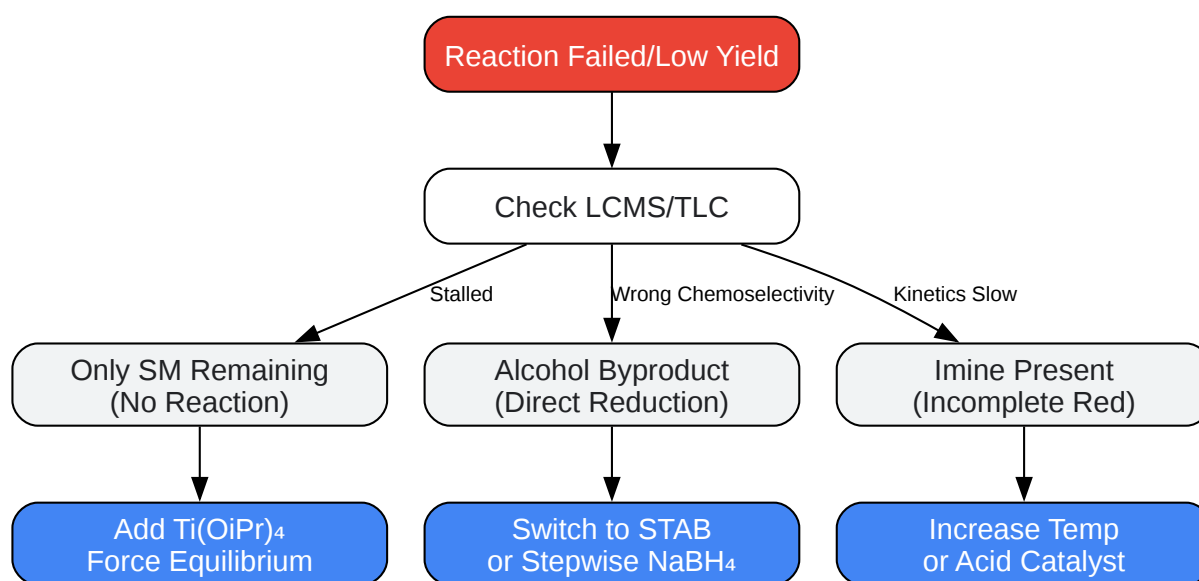 Reaction Failed/Low Yield
Check LCMS/TLC
Stalled
Wrong Chemoselectivity
Kinetics Slow
Only SM Remaining
(No Reaction)
Alcohol Byproduct
(Direct Reduction)
Imine Present
(Incomplete Red)
Add Ti(OiPr)₄
Force Equilibrium
Switch to STAB
or Stepwise NaBH₄
Increase Temp
or Acid Catalyst